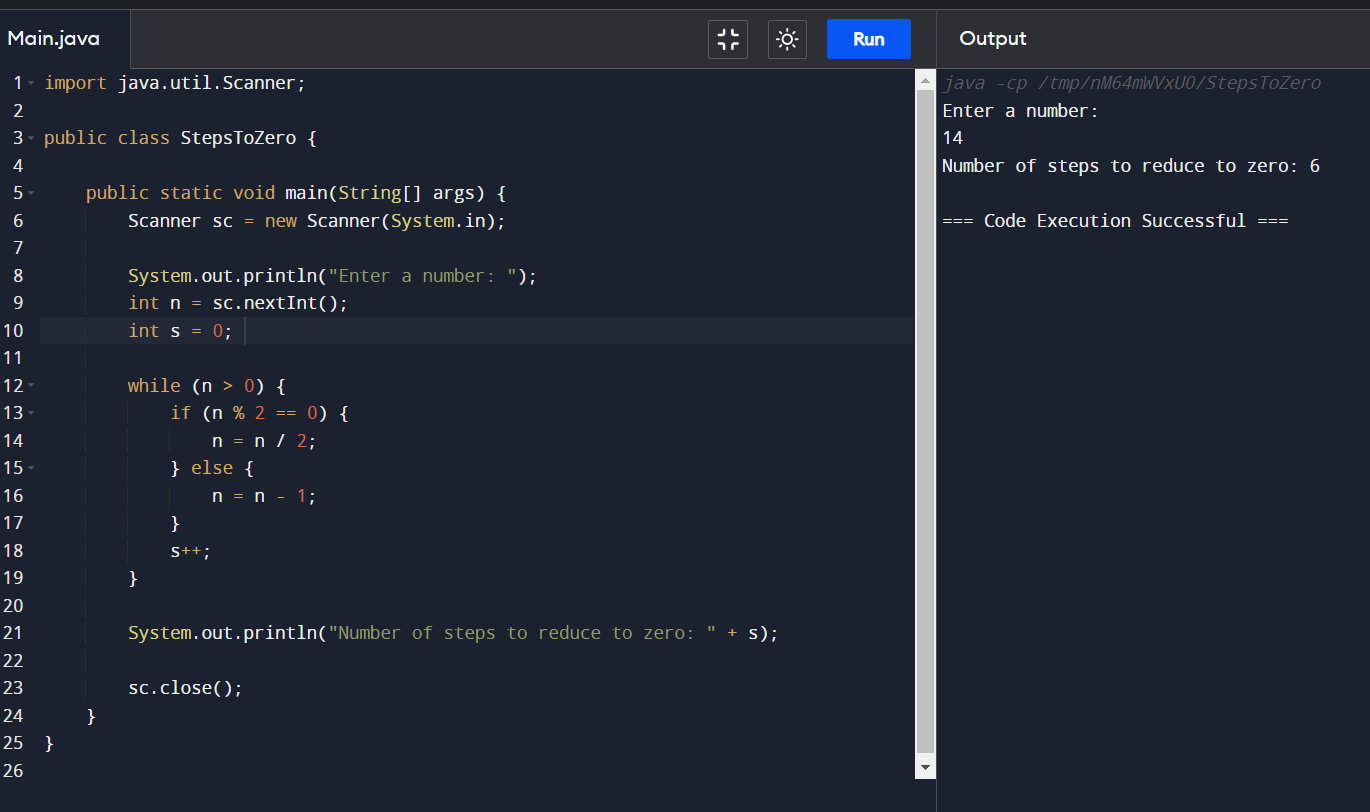 Main.java
Run
Output
1 import java.util.Scanner;
2
3 public class StepsToZero {
4
5     public static void main(String[] args) {
6         Scanner sc = new Scanner(System.in);
7
8         System.out.println("Enter a number: ");
9         int n = sc.nextInt();
10         int s = 0;
11
12         while (n > 0) {
13             if (n % 2 == 0) {
14                 n = n / 2;
15             } else {
16                 n = n - 1;
17             }
18             s++;
19         }
20
21         System.out.println("Number of steps to reduce to zero: " + s);
22
23         sc.close();
24     }
25 }
26
java -cp /tmp/nM64mWVxUO/StepsToZero
Enter a number:
14
Number of steps to reduce to zero: 6
=== Code Execution Successful ===